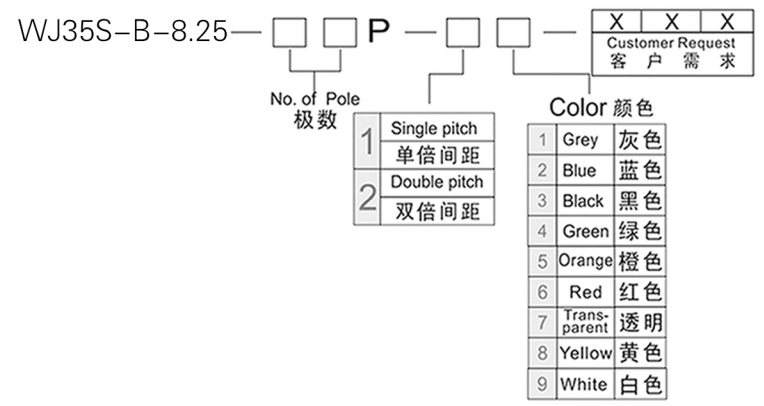 WJ35S-B-8.25 — □ □ P — □ □ — X X X
Customer Request
客 户 需 求
No. of Pole
极数
1 Single pitch
单倍间距
2 Double pitch
双倍间距
Color 颜色
1 Grey 灰色
2 Blue 蓝色
3 Black 黑色
4 Green 绿色
5 Orange 橙色
6 Red 红色
7 Trans-
parent 透明
8 Yellow 黄色
9 White 白色